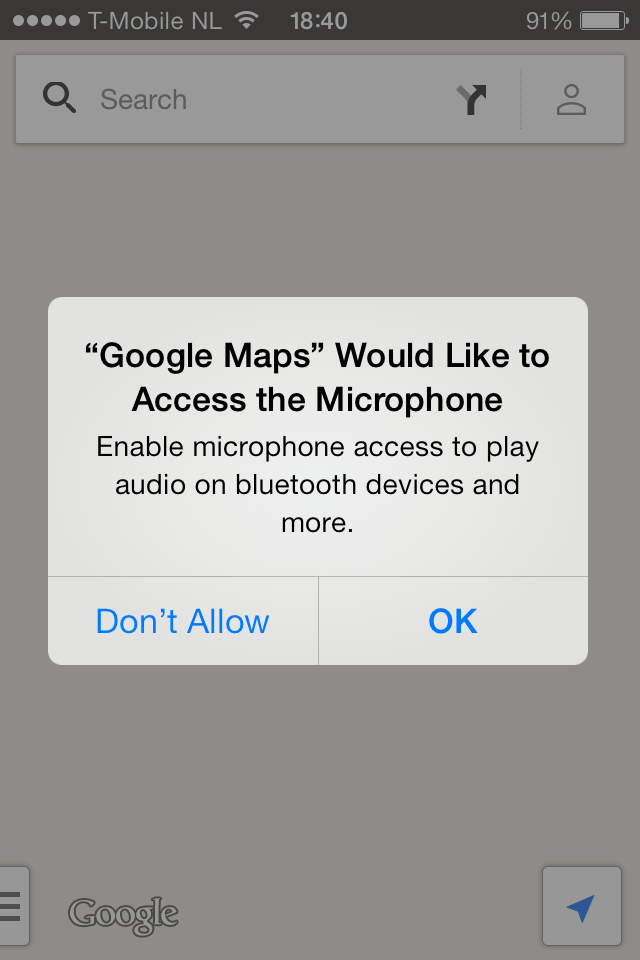 T-Mobile NL 18:40 91%
Search
“Google Maps” Would Like to
Access the Microphone
Enable microphone access to play
audio on bluetooth devices and
more.
Don’t Allow OK
Google